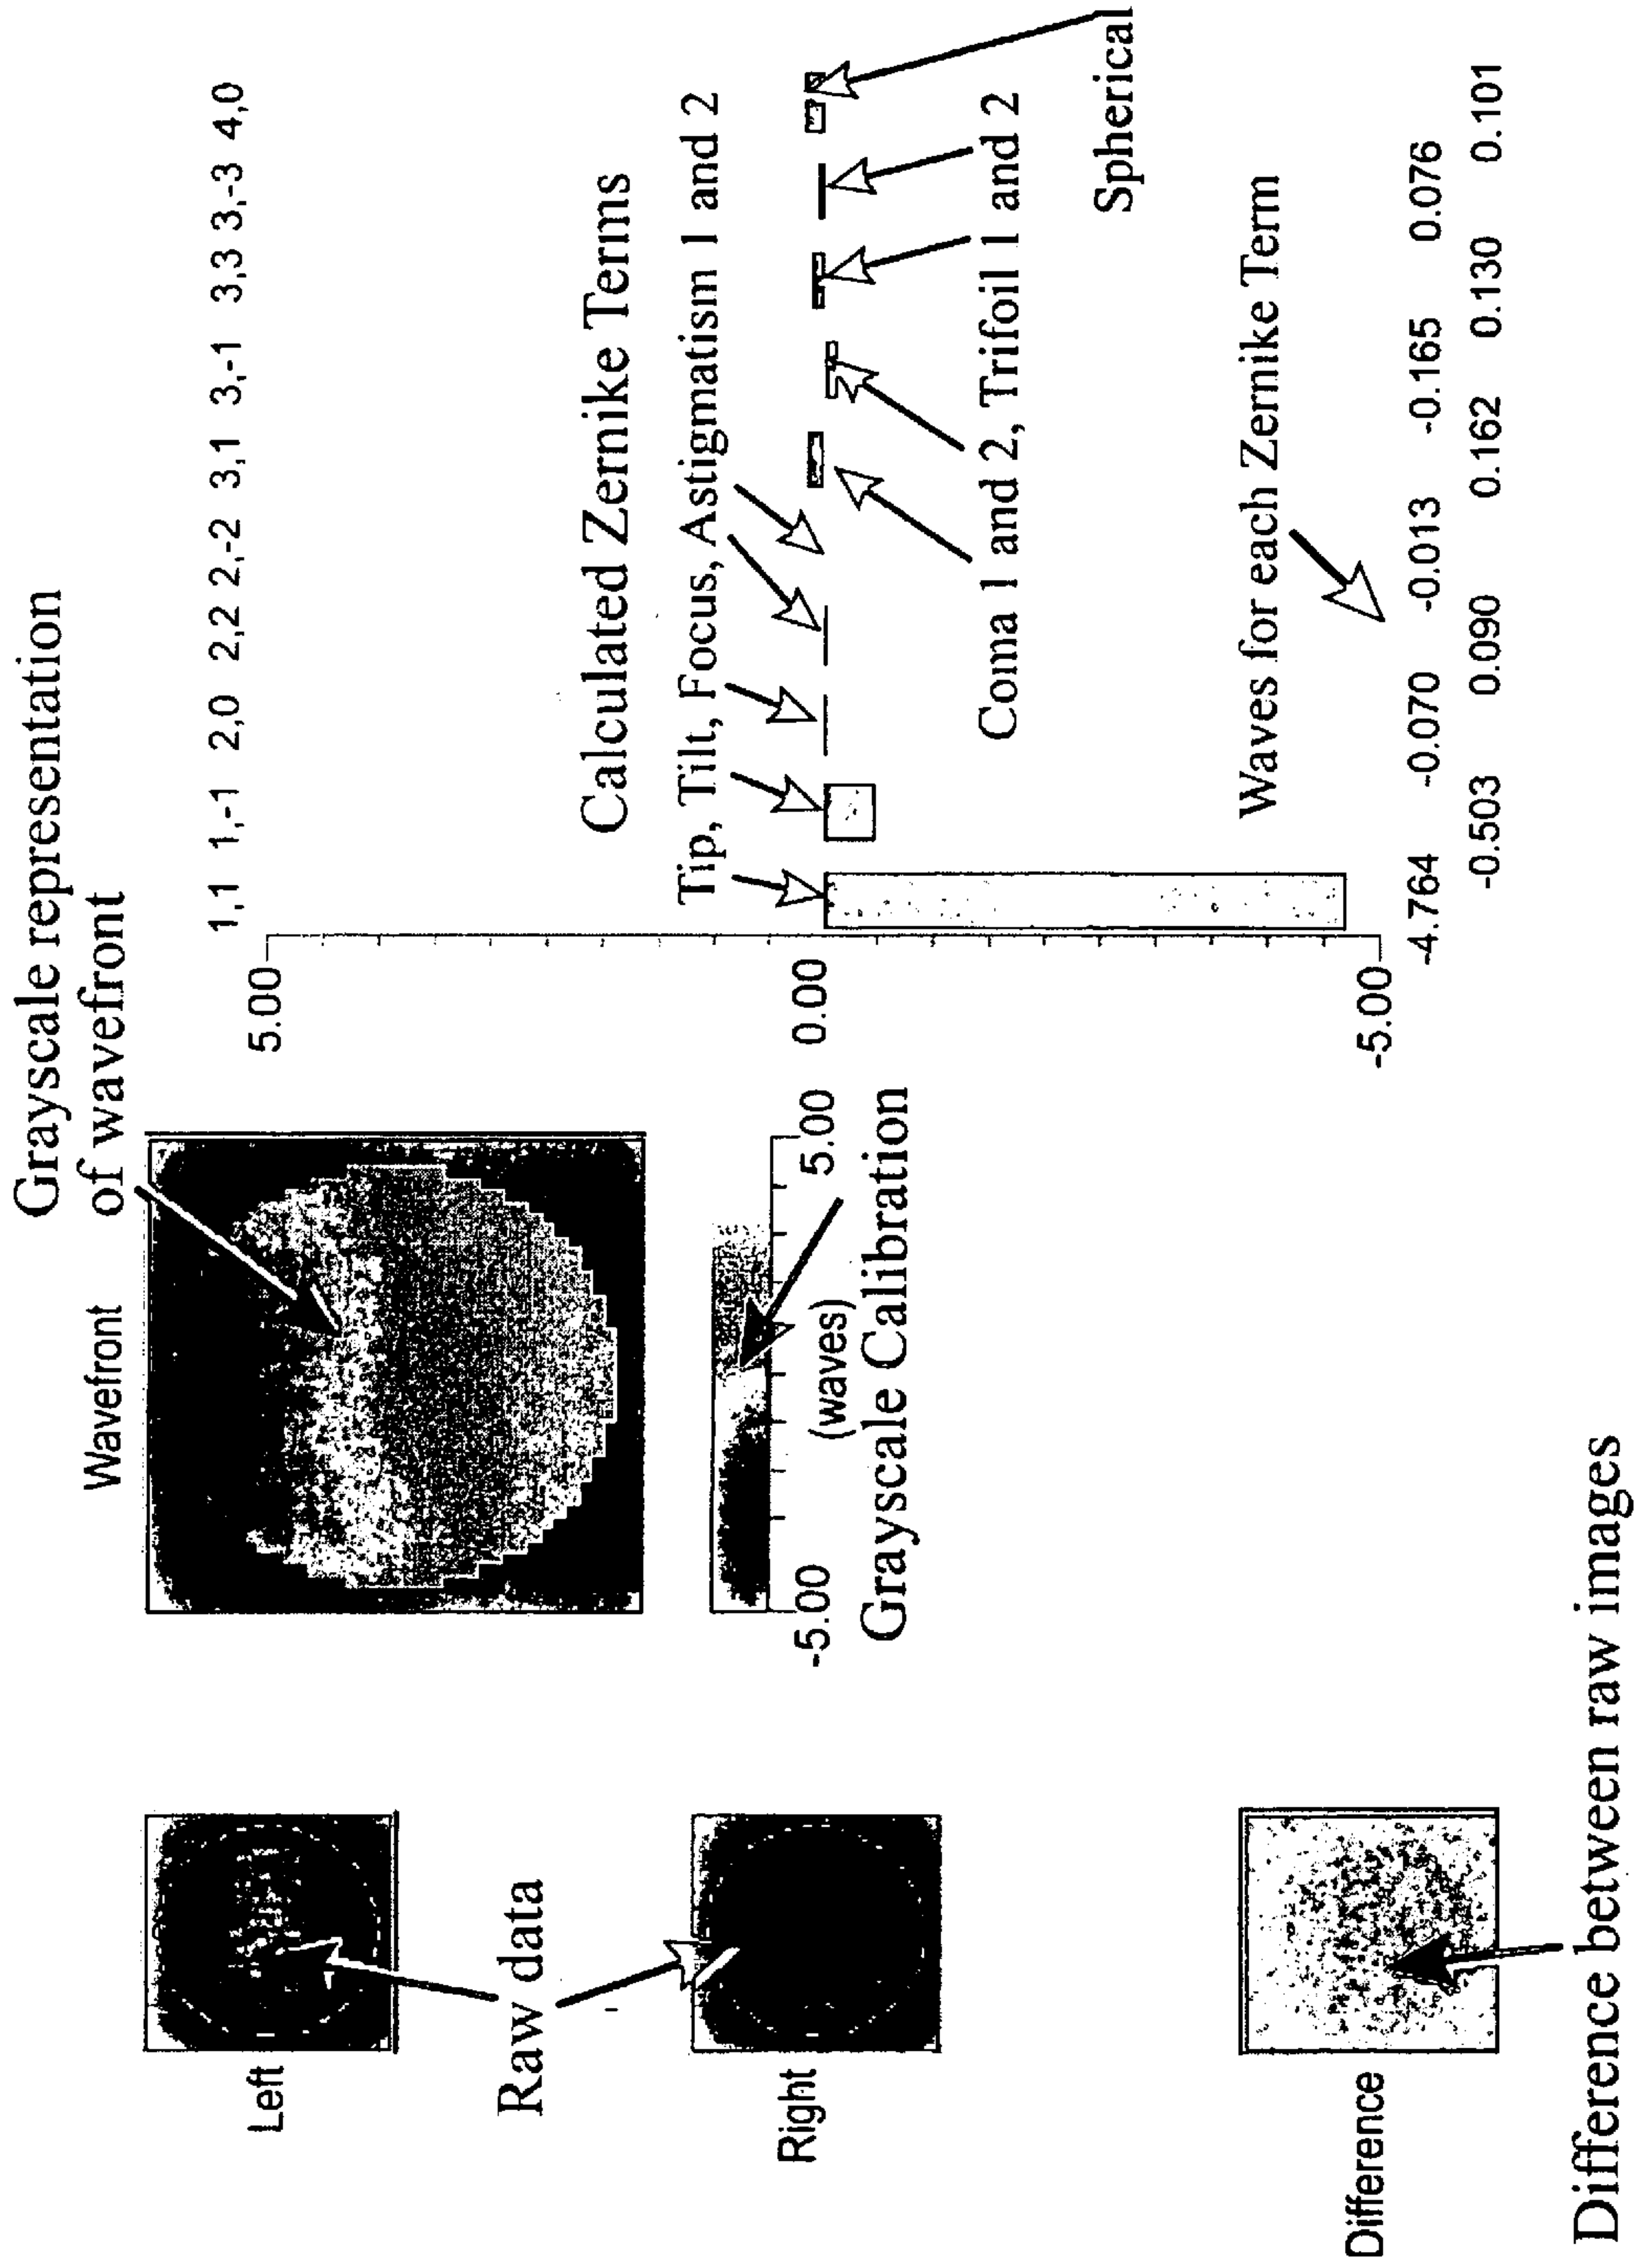 Left
Raw data
Right
Difference
Difference between raw images
Grayscale representation
of wavefront
Wavefront
-5.00
5.00
(waves)
Grayscale Calibration
1,1 1,-1 2,0 2,2 2,-2 3,1 3,-1 3,3 3,-3 4,0
5.00
0.00
-5.00
Calculated Zernike Terms
Tip, Tilt, Focus, Astigmatism 1 and 2
Coma 1 and 2, Trifoil 1 and 2
Spherical
Waves for each Zernike Term
-4.764 -0.070 -0.013 -0.165 0.076
-0.503 0.090 0.162 0.130 0.101